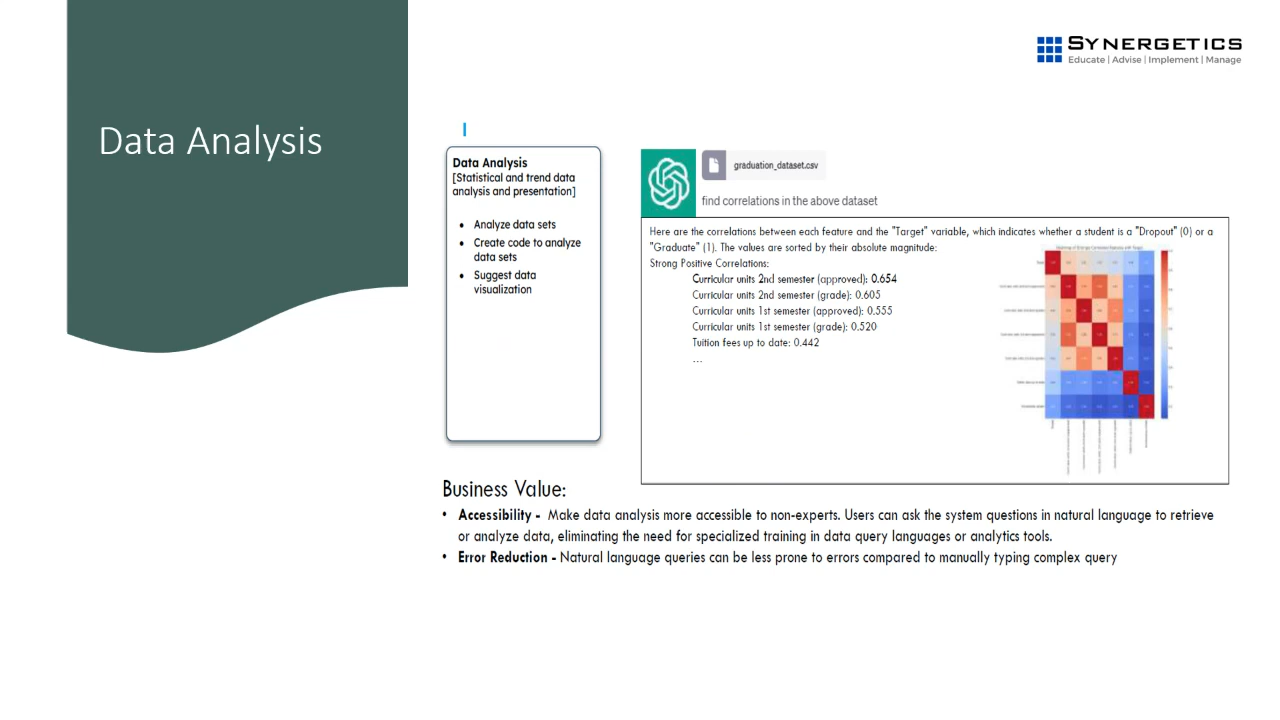 Data Analysis
SYNERGETICS
Educate | Advise | Implement | Manage
Data Analysis
[Statistical and trend data
analysis and presentation]
• Analyze data sets
• Create code to analyze
data sets
• Suggest data
visualization
graduation_dataset.csv
find correlations in the above dataset
Here are the correlations between each feature and the "Target" variable, which indicates whether a student is a "Dropout" (0) or a
"Graduate" (1). The values are sorted by their absolute magnitude:
Strong Positive Correlations:
Curricular units 2nd semester (approved): 0.654
Curricular units 2nd semester (grade): 0.605
Curricular units 1st semester (approved): 0.555
Curricular units 1st semester (grade): 0.520
Tuition fees up to date: 0.442
...
Business Value:
• Accessibility - Make data analysis more accessible to non-experts. Users can ask the system questions in natural language to retrieve
or analyze data, eliminating the need for specialized training in data query languages or analytics tools.
• Error Reduction - Natural language queries can be less prone to errors compared to manually typing complex query